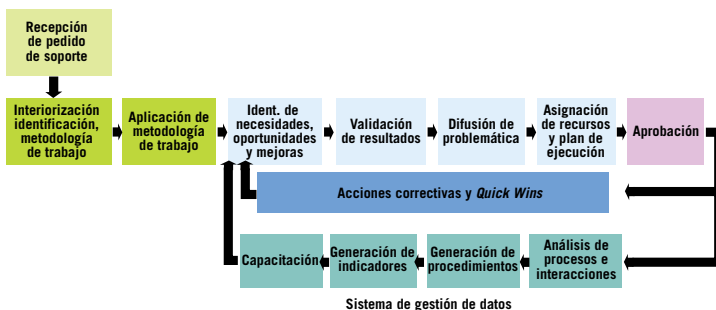 Recepción
de pedido
de soporte
Interiorización
identificación,
metodología
de trabajo
Aplicación de
metodología
de trabajo
Ident. de
necesidades,
oportunidades
y mejoras
Validación
de resultados
Difusión de
problemática
Asignación
de recursos
y plan de
ejecución
Aprobación
Acciones correctivas y Quick Wins
Capacitación
Generación de
indicadores
Generación de
procedimientos
Análisis de
procesos e
interacciones
Sistema de gestión de datos